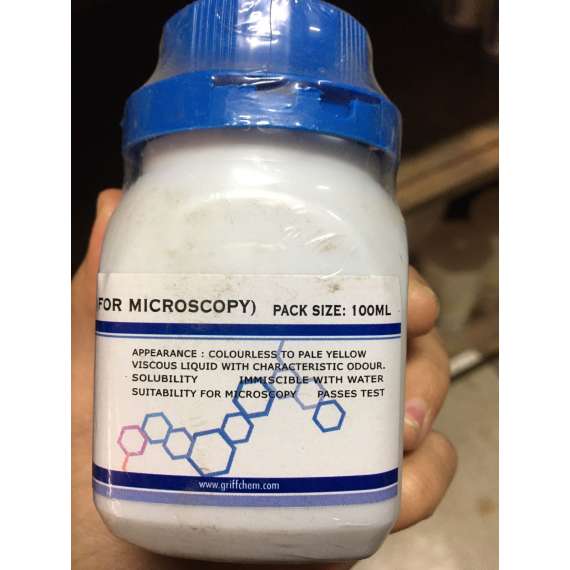 FOR MICROSCOPY) PACK SIZE: 100ML
APPEARANCE : COLOURLESS TO PALE YELLOW
VISCOUS LIQUID WITH CHARACTERISTIC ODOUR.
SOLUBILITY IMMISCIBLE WITH WATER
SUITABILITY FOR MICROSCOPY PASSES TEST
www.griffchem.com